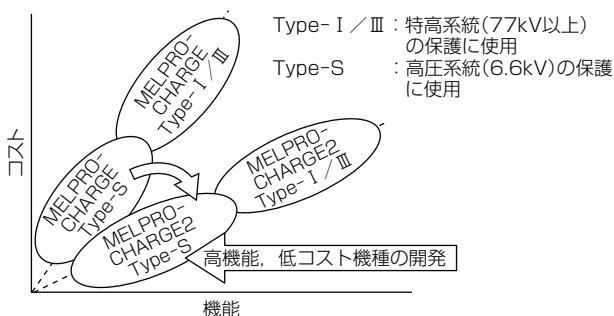 Type-Ⅰ／Ⅲ：特高系統(77kV以上)
の保護に使用
Type-S　：高圧系統(6.6kV)の保護
に使用
MELPRO-
CHARGE
Type-Ⅰ／Ⅲ
MELPRO-
CHARGE
Type-S
MELPRO-
CHARGE2
Type-Ⅰ／Ⅲ
MELPRO-
CHARGE2
Type-S
高機能，低コスト機種の開発
コスト
機能